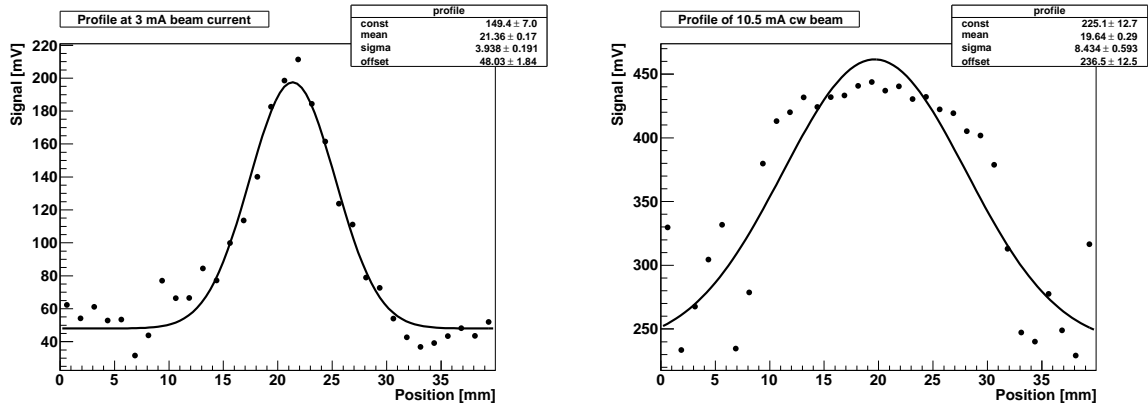 Profile at 3 mA beam current
profile
const 149.4 ± 7.0
mean 21.36 ± 0.17
sigma 3.938 ± 0.191
offset 48.03 ± 1.84
Signal [mV]
220
200
180
160
140
120
100
80
60
40
0 5 10 15 20 25 30 35
Position [mm]
Profile of 10.5 mA cw beam
profile
const 225.1 ± 12.7
mean 19.64 ± 0.29
sigma 8.434 ± 0.593
offset 236.5 ± 12.5
Signal [mV]
450
400
350
300
250
0 5 10 15 20 25 30 35
Position [mm]